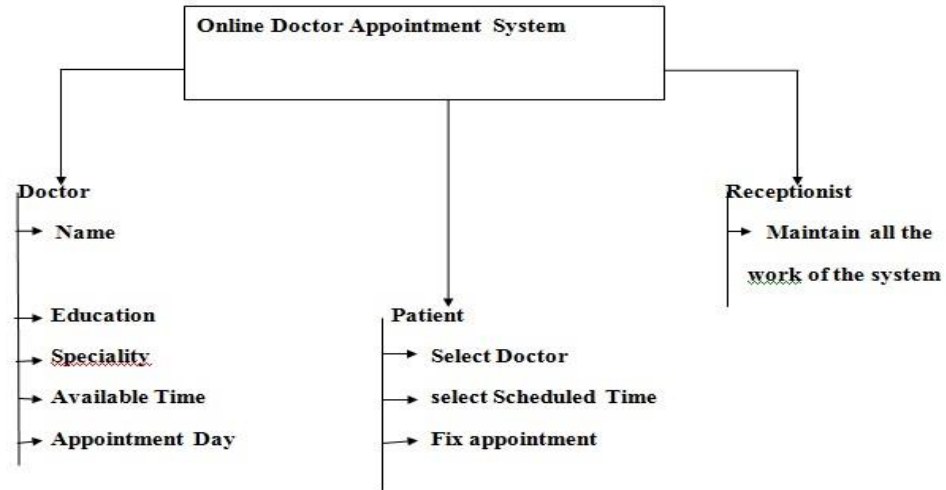 Online Doctor Appointment System
Doctor
Name
Education
Speciality
Available Time
Appointment Day
Patient
Select Doctor
select Scheduled Time
Fix appointment
Receptionist
Maintain all the
work of the system